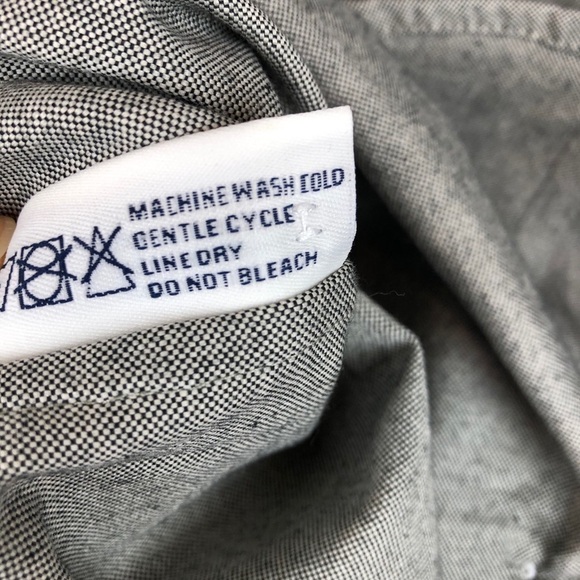 MACHINE WASH COLD
GENTLE CYCLE
LINE DRY
DO NOT BLEACH